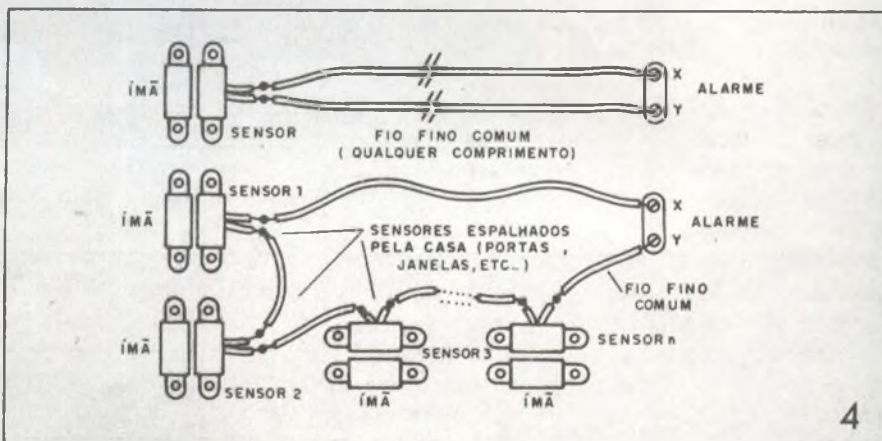 ÍMÃ
SENSOR
FIO FINO COMUM
(QUALQUER COMPRIMENTO)
X
Y
ALARME
SENSOR 1
ÍMÃ
SENSORES ESPALHADOS
PELA CASA (PORTAS,
JANELAS, ETC...)
X
Y
ALARME
FIO FINO
COMUM
ÍMÃ
SENSOR 2
SENSOR 3
ÍMÃ
SENSOR n
ÍMÃ
4